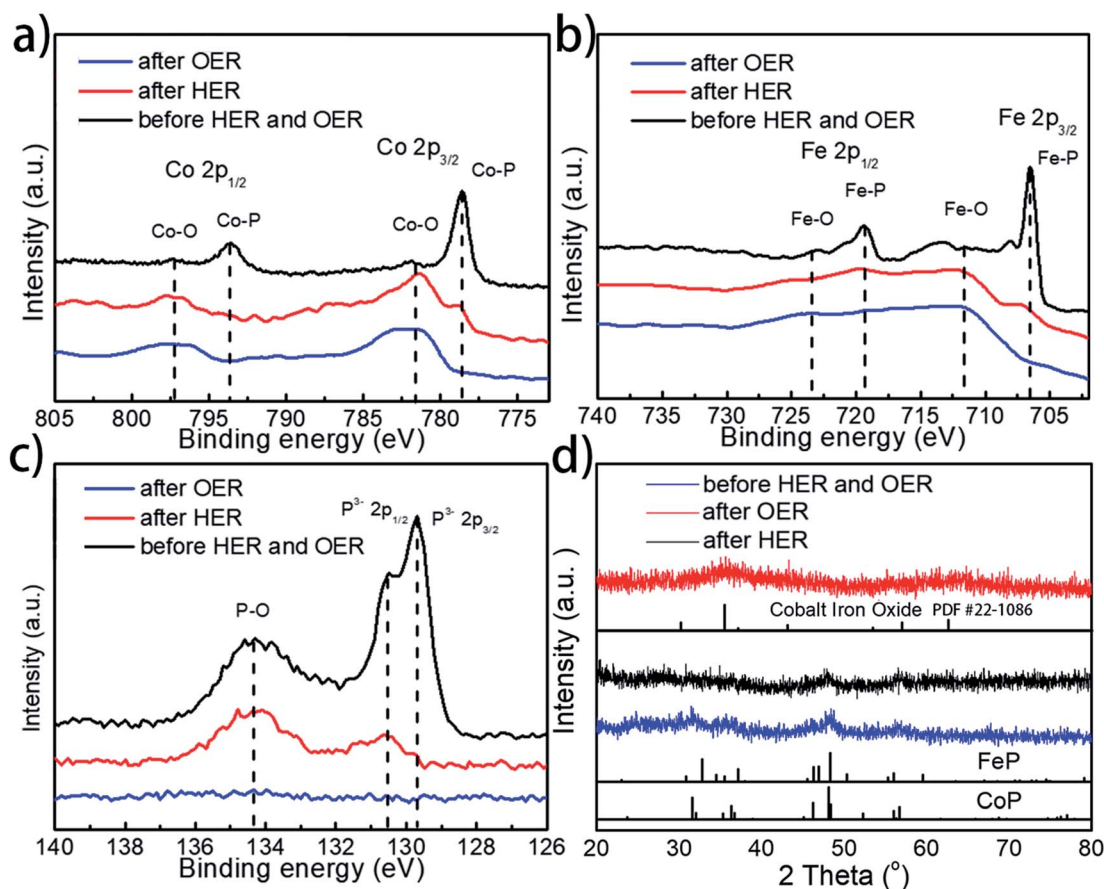 a)
after OER
after HER
before HER and OER
Co 2p1/2
Co 2p3/2
Co-P
Co-O
Co-P
Co-O
Intensity (a.u.)
805 800 795 790 785 780 775
Binding energy (eV)
b)
after OER
after HER
before HER and OER
Fe 2p3/2
Fe 2p1/2
Fe-P
Fe-P
Fe-O
Fe-O
Intensity (a.u.)
740 735 730 725 720 715 710 705
Binding energy (eV)
c)
after OER
after HER
before HER and OER
P3- 2p1/2
P3- 2p3/2
P-O
Intensity (a.u.)
140 138 136 134 132 130 128 126
Binding energy (eV)
d)
before HER and OER
after OER
after HER
Cobalt Iron Oxide PDF #22-1086
FeP
CoP
Intensity (a.u.)
Intensity (a.u.)
20 30 40 50 60 70 80
2 Theta (°)